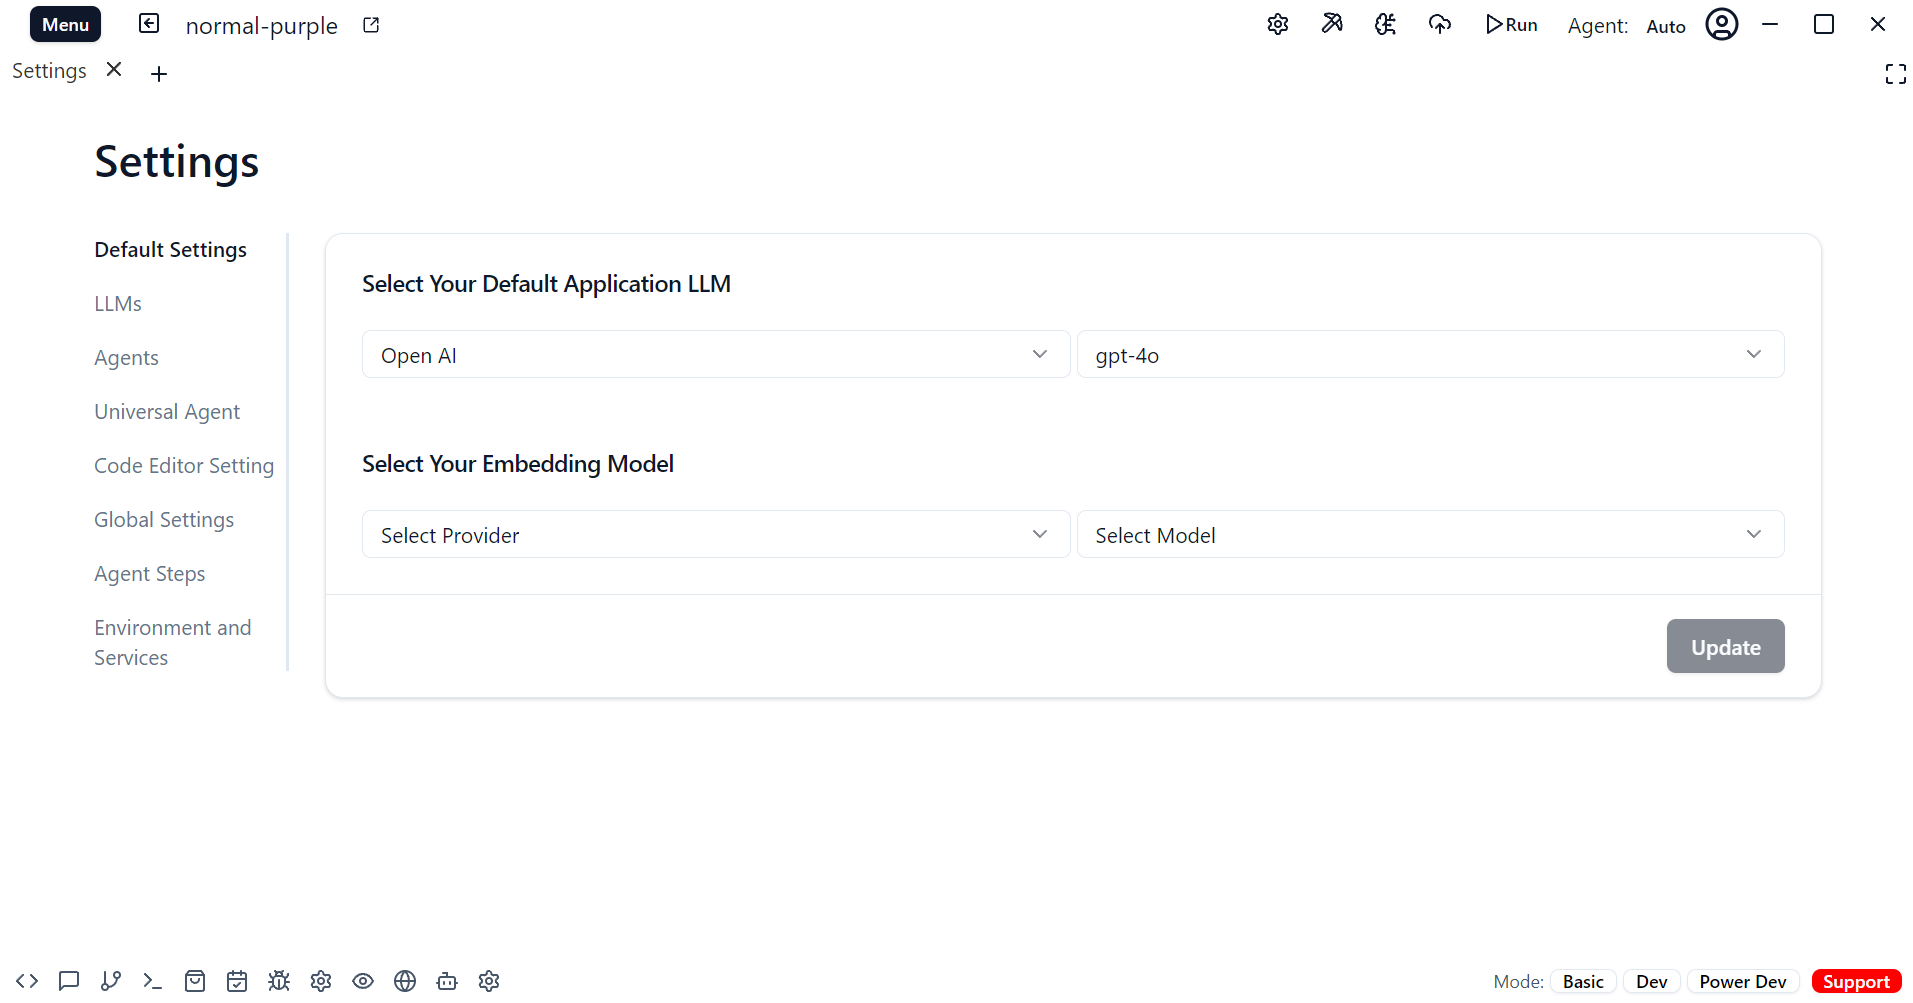 Menu normal-purple Run Agent: Auto
Settings
Settings
Default Settings
LLMs
Agents
Universal Agent
Code Editor Setting
Global Settings
Agent Steps
Environment and
Services
Select Your Default Application LLM
Open AI gpt-4o
Select Your Embedding Model
Select Provider Select Model
Update
Mode: Basic Dev Power Dev Support